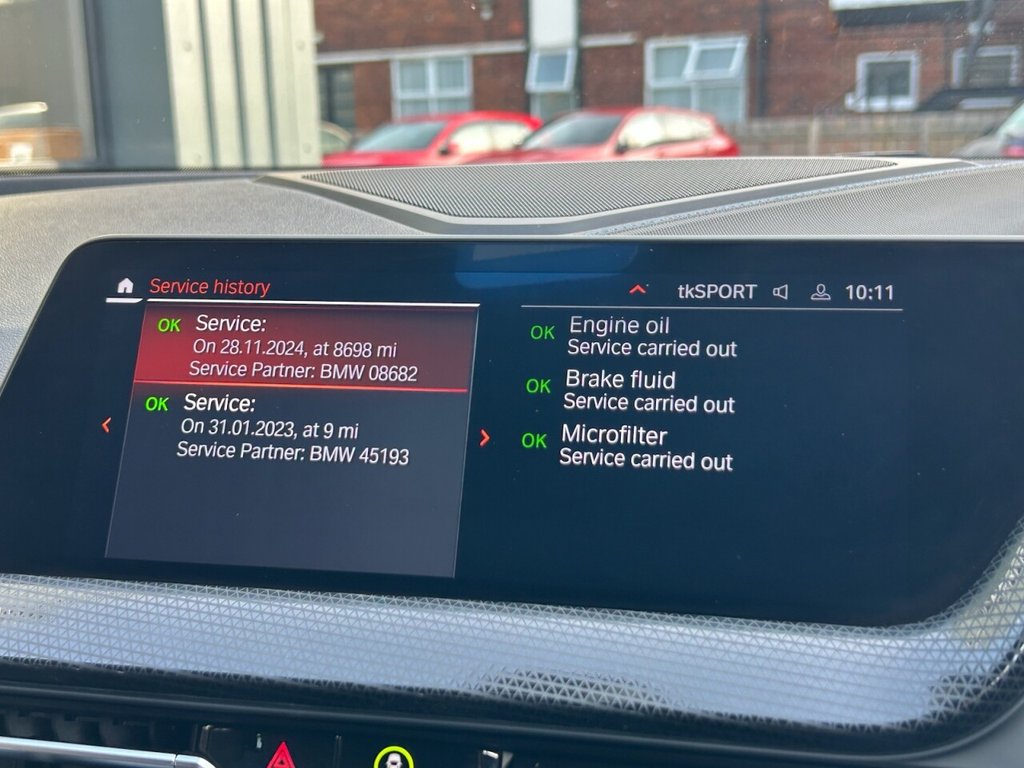 Service history
tkSPORT 10:11
OK Service:
On 28.11.2024, at 8698 mi
Service Partner: BMW 08682
OK Service:
On 31.01.2023, at 9 mi
Service Partner: BMW 45193
OK Engine oil
Service carried out
OK Brake fluid
Service carried out
OK Microfilter
Service carried out